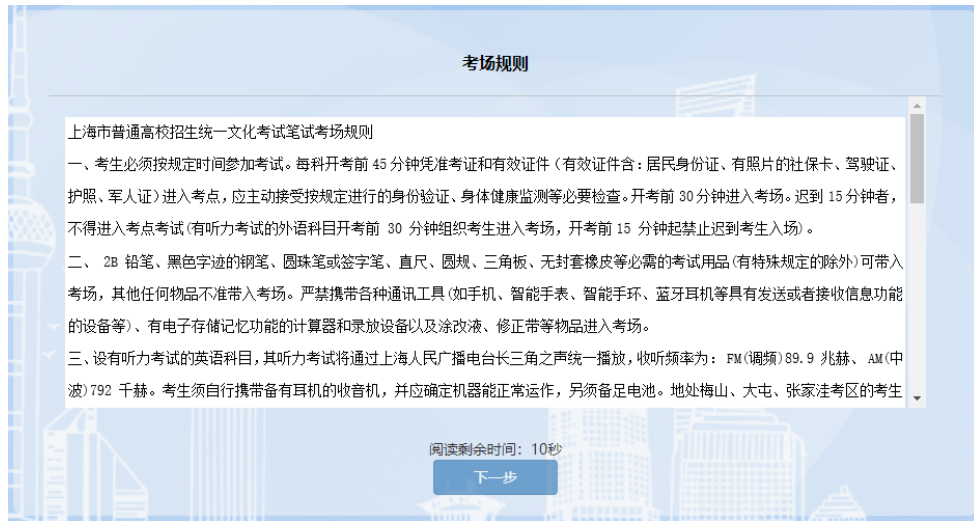 考场规则
上海市普通高校招生统一文化考试笔试考场规则
一、考生必须按规定时间参加考试。每科开考前 45 分钟凭准考证和有效证件（有效证件含：居民身份证、有照片的社保卡、驾驶证、
护照、军人证）进入考点，应主动接受按规定进行的身份验证、身体健康监测等必要检查。开考前 30 分钟进入考场。迟到 15 分钟者，
不得进入考点考试(有听力考试的外语科目开考前 30 分钟组织考生进入考场，开考前 15 分钟起禁止迟到考生入场)。
二、 2B 铅笔、黑色字迹的钢笔、圆珠笔或签字笔、直尺、圆规、三角板、无封套橡皮等必需的考试用品(有特殊规定的除外)可带入
考场，其他任何物品不准带入考场。严禁携带各种通讯工具(如手机、智能手表、智能手环、蓝牙耳机等具有发送或者接收信息功能
的设备等)、有电子存储记忆功能的计算器和录放设备以及涂改液、修正带等物品进入考场。
三、设有听力考试的英语科目，其听力考试将通过上海人民广播电台长三角之声统一播放，收听频率为： FM(调频)89.9 兆赫、AM(中
波)792 千赫。考生须自行携带备有耳机的收音机，并应确定机器能正常运作，另须备足电池。地处梅山、大屯、张家洼考区的考生
阅读剩余时间：10秒
下一步